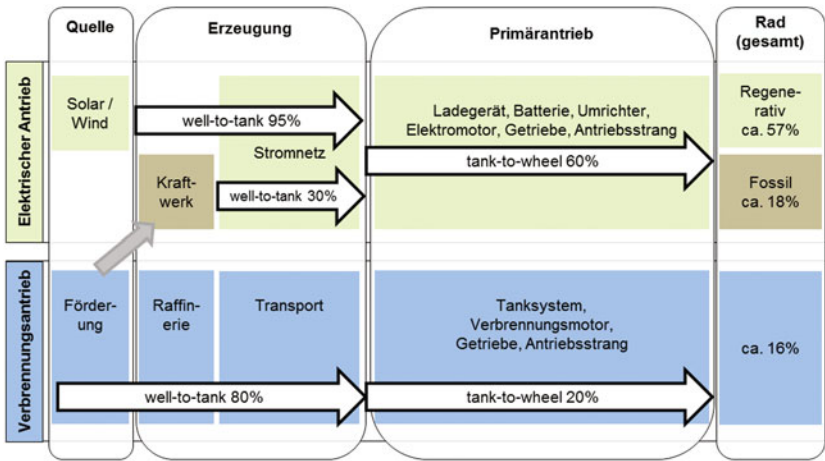 Quelle
Erzeugung
Primärantrieb
Rad
(gesamt)
Elektrischer Antrieb
Solar /
Wind
well-to-tank 95%
Stromnetz
Kraft-
werk
well-to-tank 30%
Ladegerät, Batterie, Umrichter,
Elektromotor, Getriebe, Antriebsstrang
tank-to-wheel 60%
Regene-
rativ
ca. 57%
Fossil
ca. 18%
Verbrennungsantrieb
Förder-
ung
Raffin-
erie
Transport
well-to-tank 80%
Tanksystem,
Verbrennungsmotor,
Getriebe, Antriebsstrang
tank-to-wheel 20%
ca. 16%